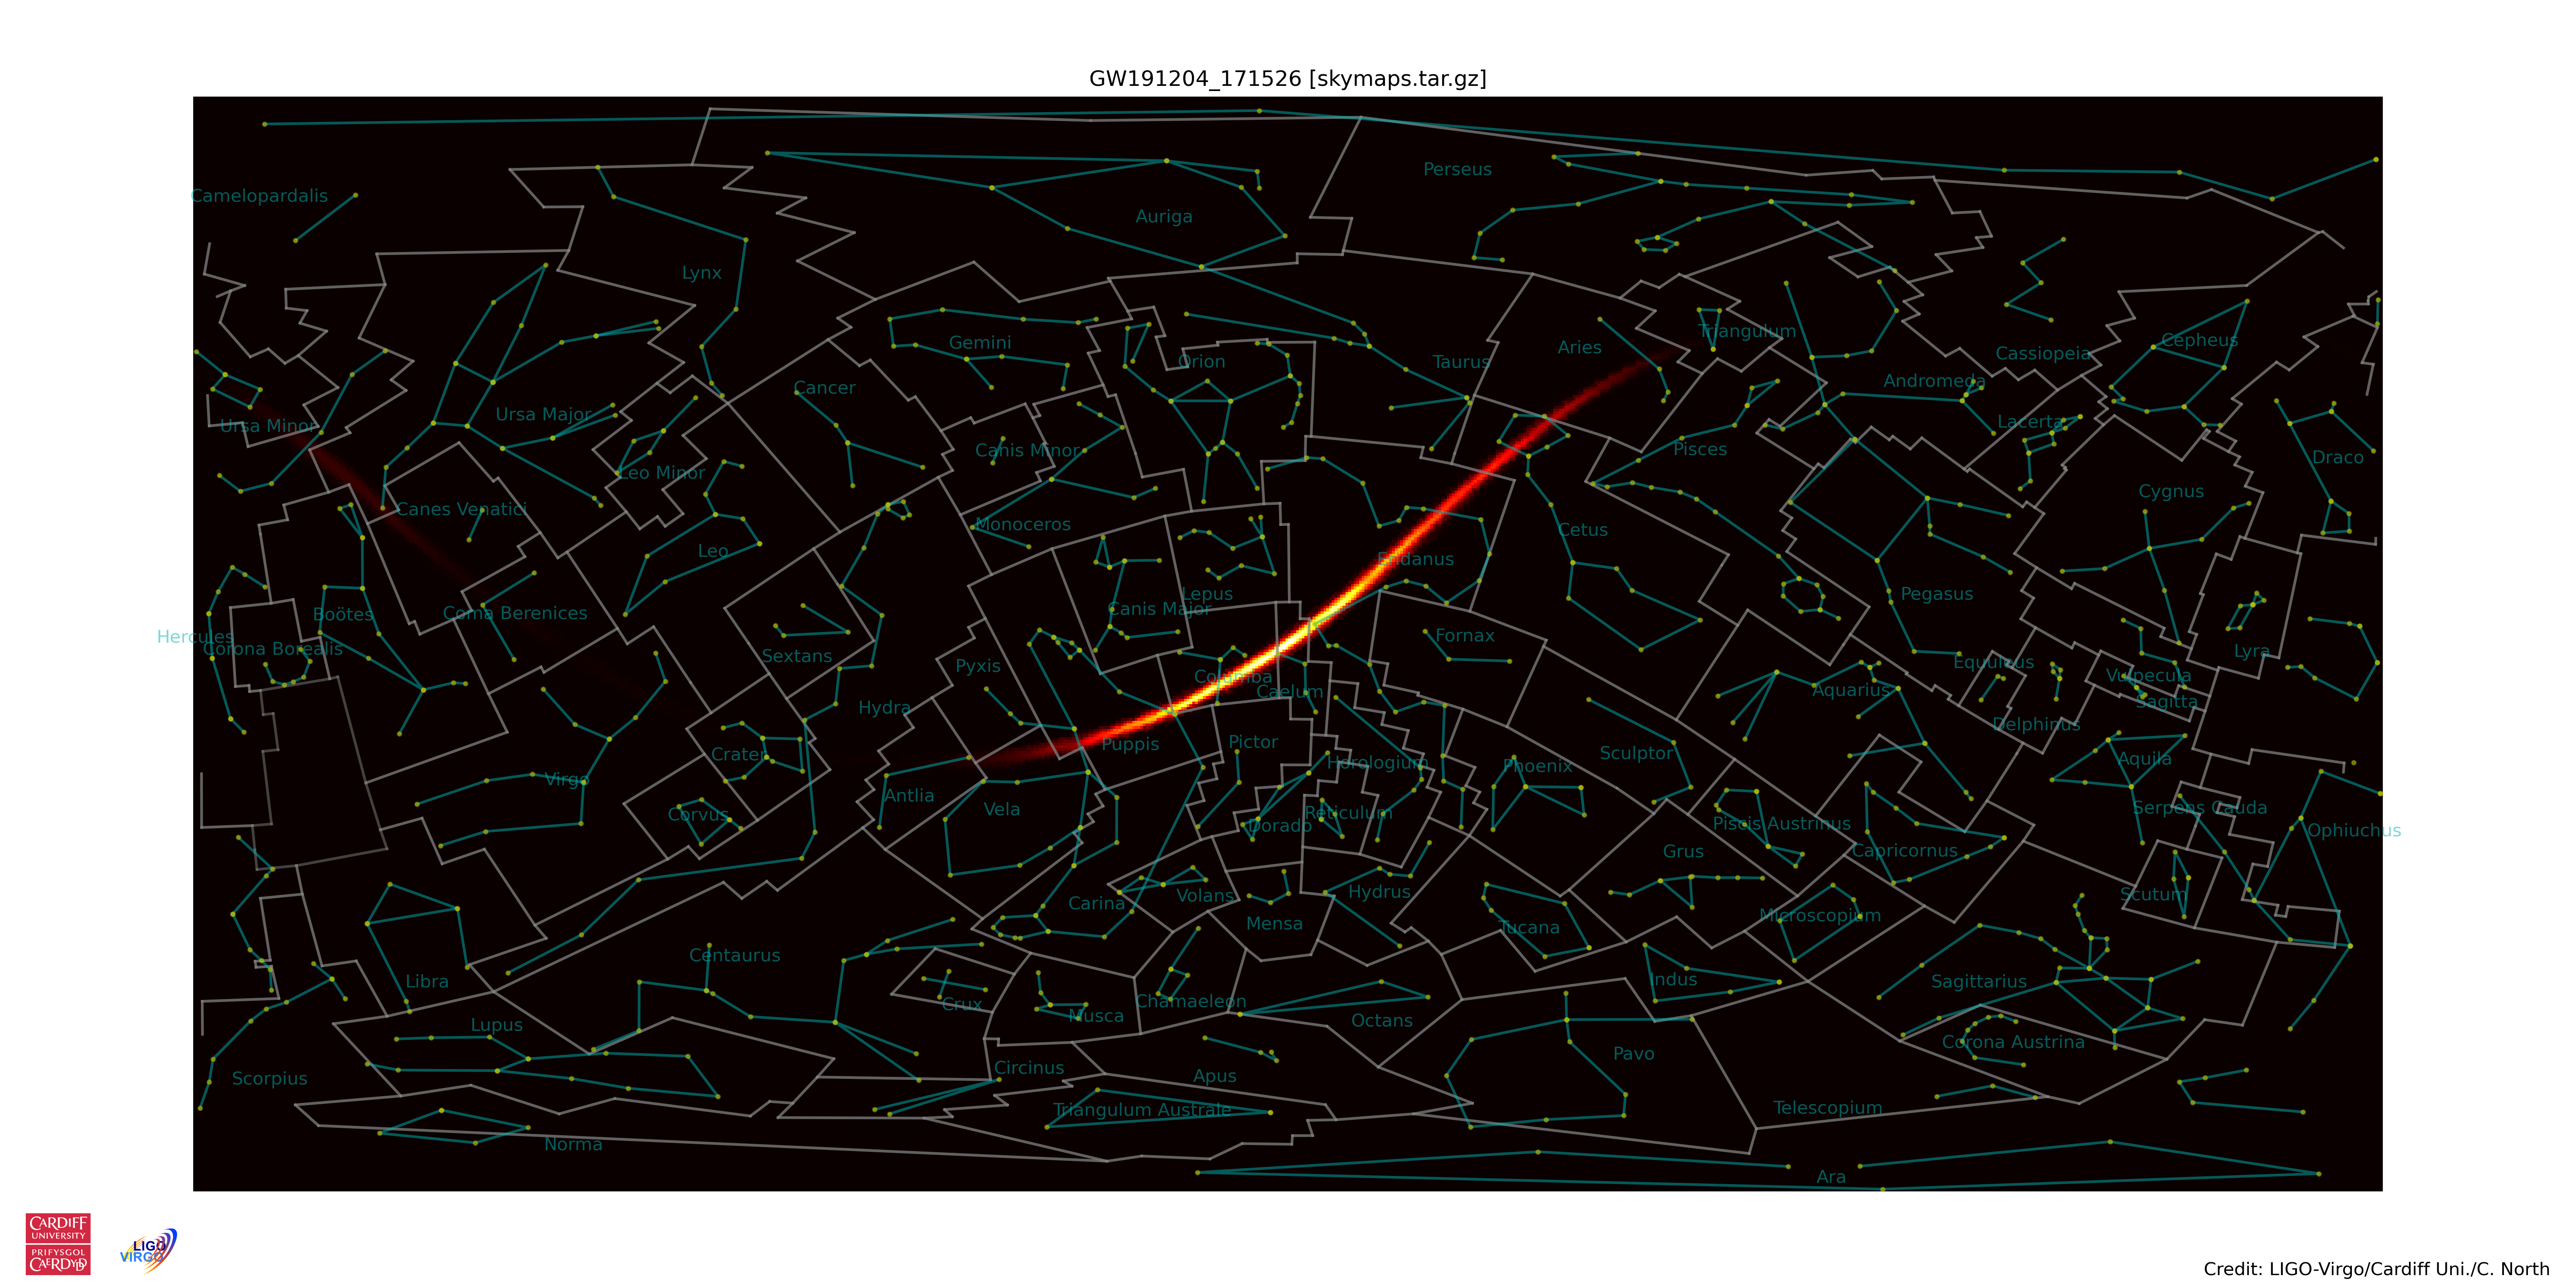 GW191204_171526 [skymaps.tar.gz]
Perseus
Camelopardalis
Auriga
Lynx
Triangulum
Cepheus
Gemini
Aries
Cassiopeia
Orion
Taurus
Andromeda
Cancer
Ursa Major
Lacerta
Ursa Minor
Canis Minor
Pisces
Draco
Leo Minor
Cygnus
Canes Venatici
Monoceros
Cetus
Leo
Eridanus
Lepus
Pegasus
Canis Major
Coma Berenices
Boötes
Hercules
Fornax
Corona Borealis
Lyra
Sextans
Equuleus
Pyxis
Columba
Vulpecula
Caelum
Aquarius
Sagitta
Hydra
Delphinus
Pictor
Puppis
Crater
Sculptor
Aquila
Horologium
Phoenix
Virgo
Antlia
Vela
Serpens Cauda
Corvus
Reticulum
Dorado
Piscis Austrinus
Ophiuchus
Grus
Capricornus
Hydrus
Volans
Scutum
Carina
Microscopium
Mensa
Tucana
Centaurus
Libra
Indus
Sagittarius
Chamaeleon
Crux
Musca
Octans
Lupus
Corona Austrina
Pavo
Circinus
Apus
Scorpius
Triangulum Australe
Telescopium
Norma
Ara
CARDIFF
UNIVERSITY
PRIFYSGOL
CAERDYDD
LIGO
VIRGO
Credit: LIGO-Virgo/Cardiff Uni./C. North